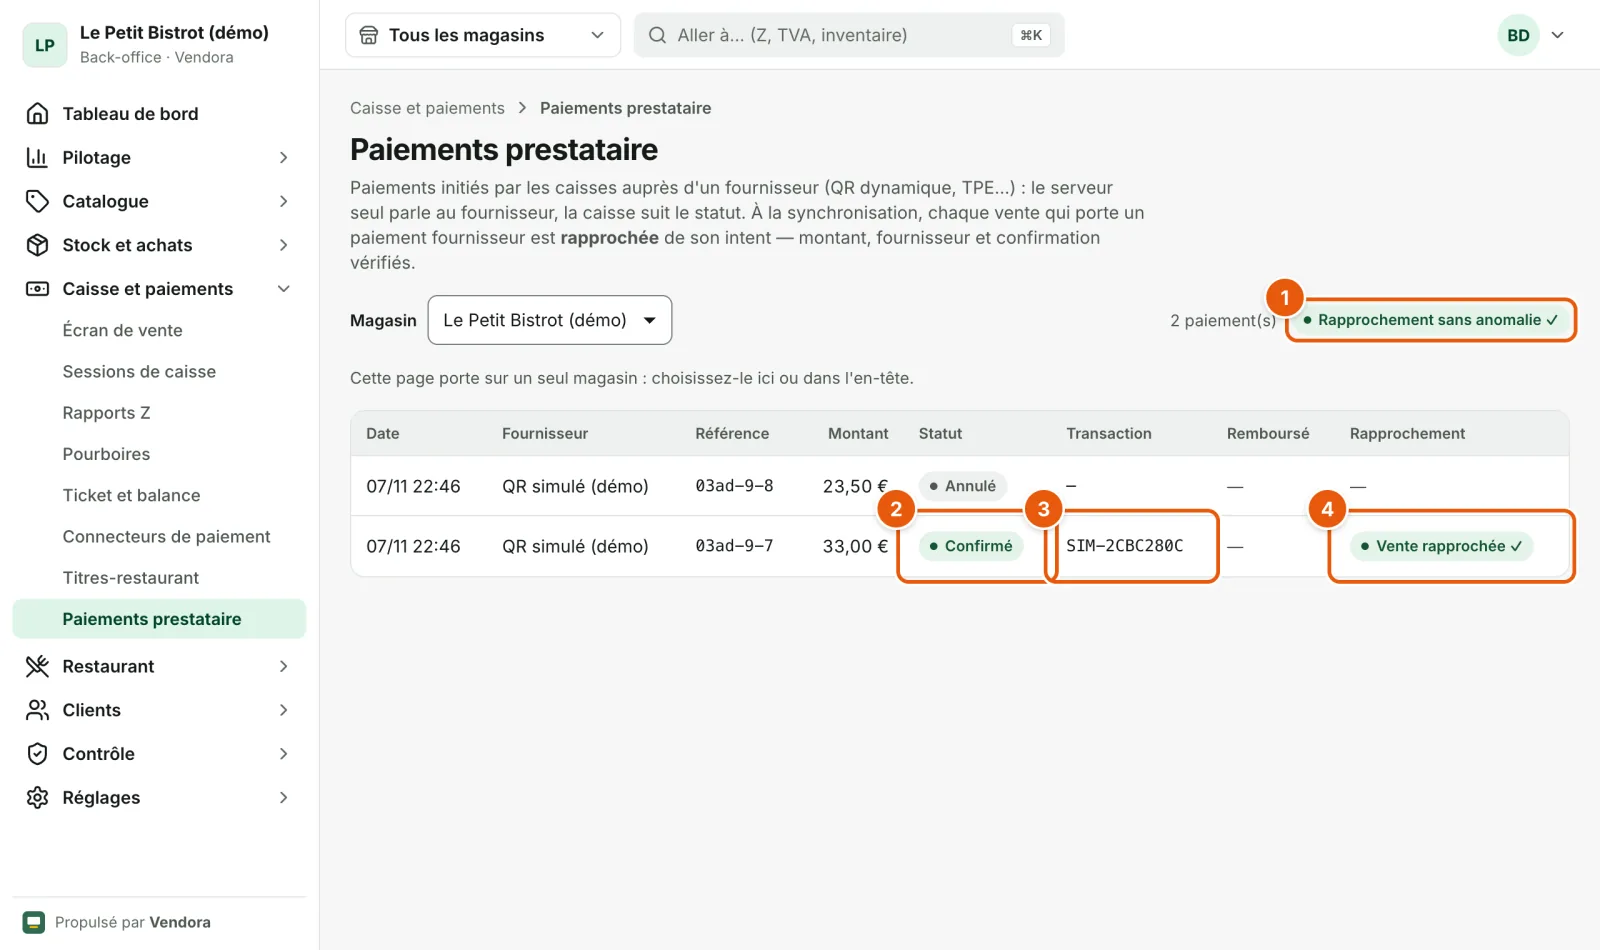 LP
Le Petit Bistrot (démo)
Back-office · Vendora
Tous les magasins
Aller à... (Z, TVA, inventaire)
⌘K
BD
Tableau de bord
Pilotage
Catalogue
Stock et achats
Caisse et paiements
Écran de vente
Sessions de caisse
Rapports Z
Pourboires
Ticket et balance
Connecteurs de paiement
Titres-restaurant
Paiements prestataire
Restaurant
Clients
Contrôle
Réglages
Propulsé par Vendora
Caisse et paiements > Paiements prestataire
Paiements prestataire
Paiements initiés par les caisses auprès d'un fournisseur (QR dynamique, TPE...) : le serveur
seul parle au fournisseur, la caisse suit le statut. À la synchronisation, chaque vente qui porte un
paiement fournisseur est rapprochée de son intent — montant, fournisseur et confirmation
vérifiés.
Magasin
Le Petit Bistrot (démo)
2 paiement(s)
1
Rapprochement sans anomalie ✓
Cette page porte sur un seul magasin : choisissez-le ici ou dans l'en-tête.
Date Fournisseur Référence Montant Statut Transaction Remboursé Rapprochement
07/11 22:46 QR simulé (démo) 03ad-9-8 23,50 € Annulé — — —
2 3 4
07/11 22:46 QR simulé (démo) 03ad-9-7 33,00 € Confirmé SIM-2CBC280C — Vente rapprochée ✓